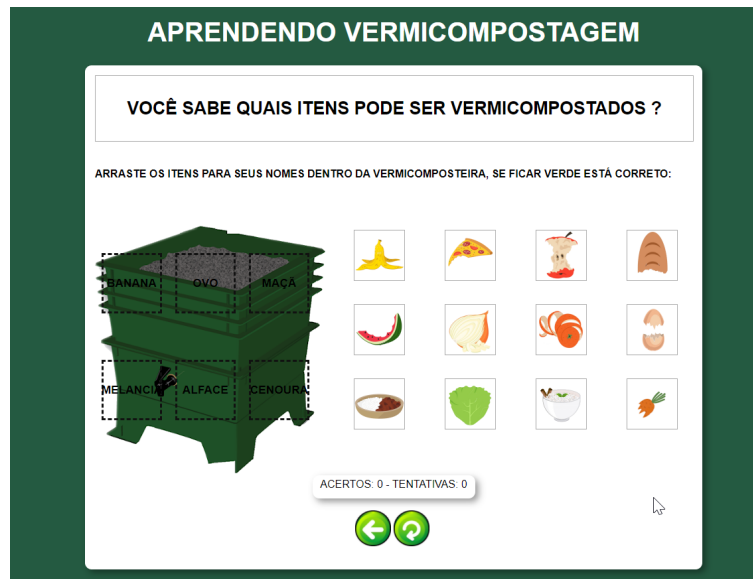 APRENDENDO VERMICOMPOSTAGEM
VOCÊ SABE QUAIS ITENS PODE SER VERMICOMPOSTADOS ?
ARRASTE OS ITENS PARA SEUS NOMES DENTRO DA VERMICOMPOSTEIRA, SE FICAR VERDE ESTÁ CORRETO:
BANANA OVO MAÇÃ
MELANCIA ALFACE CENOURA
ACERTOS: 0 - TENTATIVAS: 0